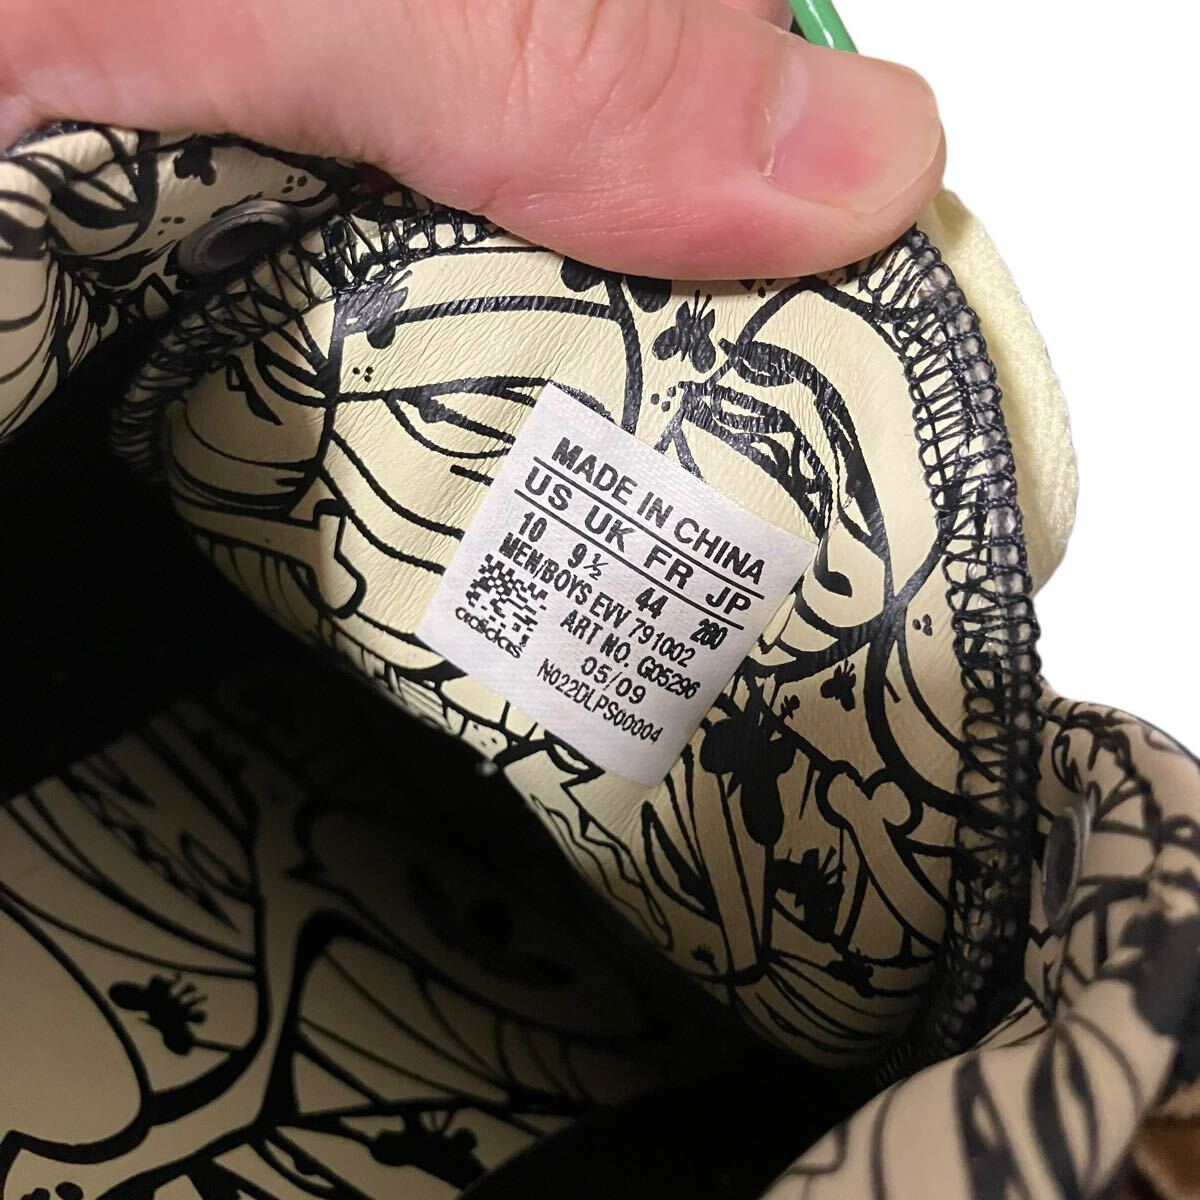 MADE IN CHINA
US UK FR JP
10 9½ 44 280
MEN/BOYS EVV 791002
ART NO. G05296
adidas
05/09
N022DLPS00004